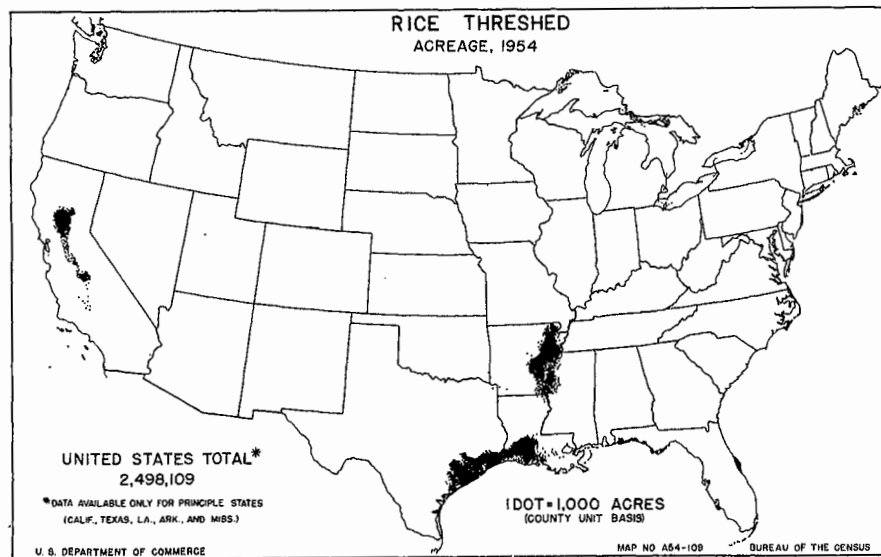 RICE THRESHED
ACREAGE, 1954
UNITED STATES TOTAL*
2,498,109
*DATA AVAILABLE ONLY FOR PRINCIPLE STATES
(CALIF., TEXAS, LA., ARK., AND MISS.)
1 DOT=1,000 ACRES
(COUNTY UNIT BASIS)
U. S. DEPARTMENT OF COMMERCE
MAP NO A54-109
BUREAU OF THE CENSUS